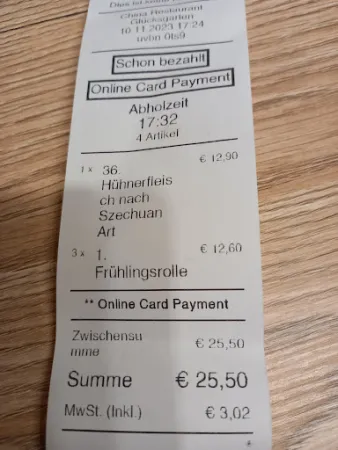 China Restaurant
Glücksgarten
10.11.2023 17:24
Schon bezahlt
Online Card Payment
Abholzeit
17:32
4 Artikel
1 x 36. € 12,90
Hühnerfleis
ch nach
Szechuan
Art
3 x 1. € 12,60
Frühlingsrolle
** Online Card Payment
Zwischensu
mme € 25,50
Summe € 25,50
MwSt. (Inkl.) € 3,02